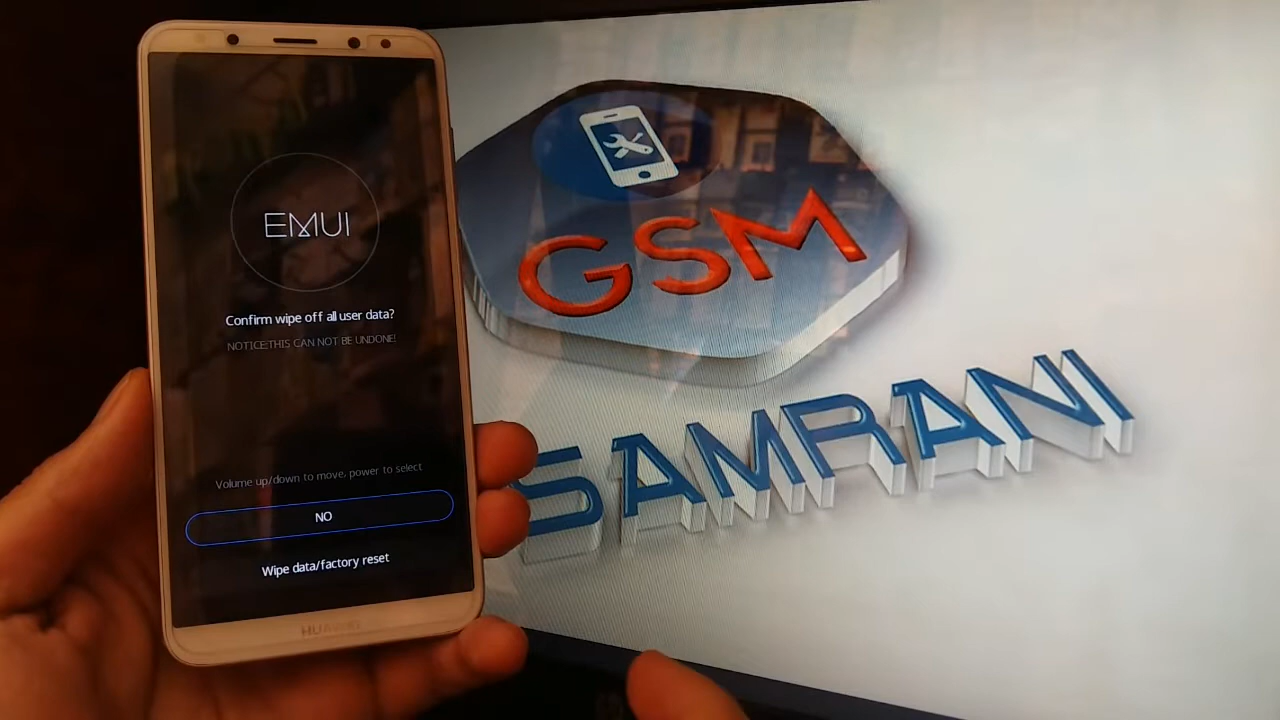 EMUI
Confirm wipe off all user data?
NOTICE:THIS CAN NOT BE UNDONE!
Volume up/down to move, power to select
NO
Wipe data/factory reset
HUAWEI
GSM
SAMRANI